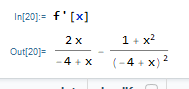 In[20]:= f'[x]
Out[20]= 2 x / (-4 + x) - (1 + x²) / (-4 + x)²